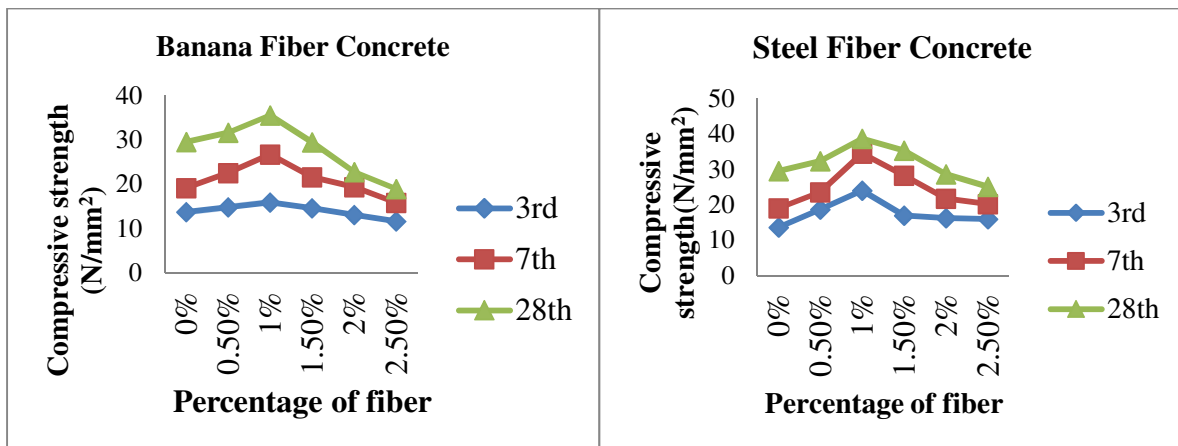 Banana Fiber Concrete
Compressive strength
(N/mm²)
40
30
20
10
0
0%
0.50%
1%
1.50%
2%
2.50%
Percentage of fiber
3rd
7th
28th
Steel Fiber Concrete
Compressive
strength(N/mm²)
50
40
30
20
10
0
0%
0.50%
1%
1.50%
2%
2.50%
Percentage of fiber
3rd
7th
28th